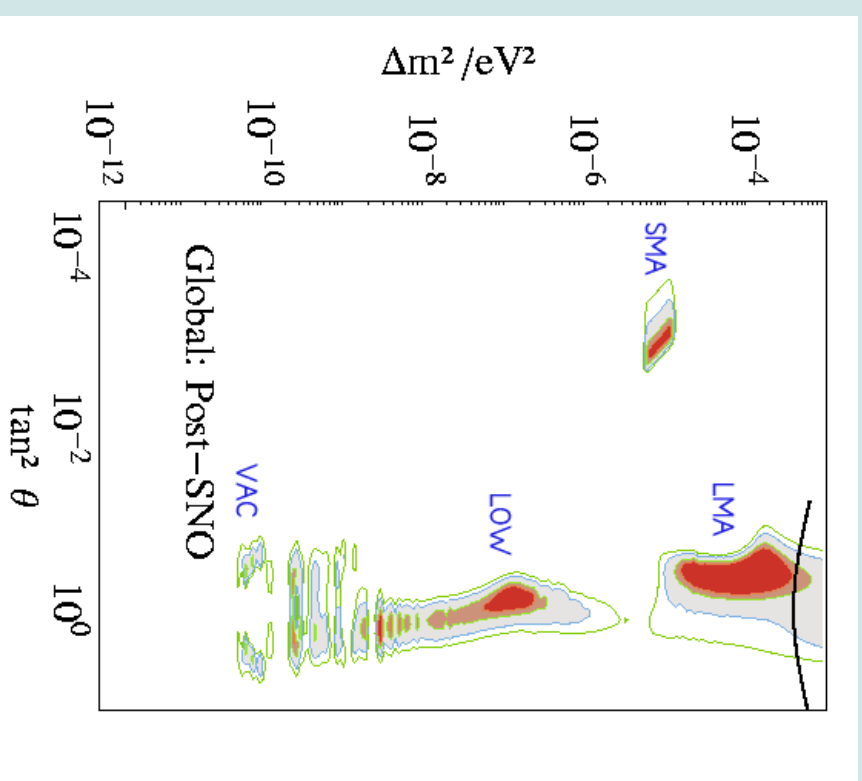 Δm² /eV²
10⁻¹² 10⁻¹⁰ 10⁻⁸ 10⁻⁶ 10⁻⁴
SMA
LMA
LOW
VAC
Global: Post−SNO
10⁻⁴ 10⁻² 10⁰
tan² θ